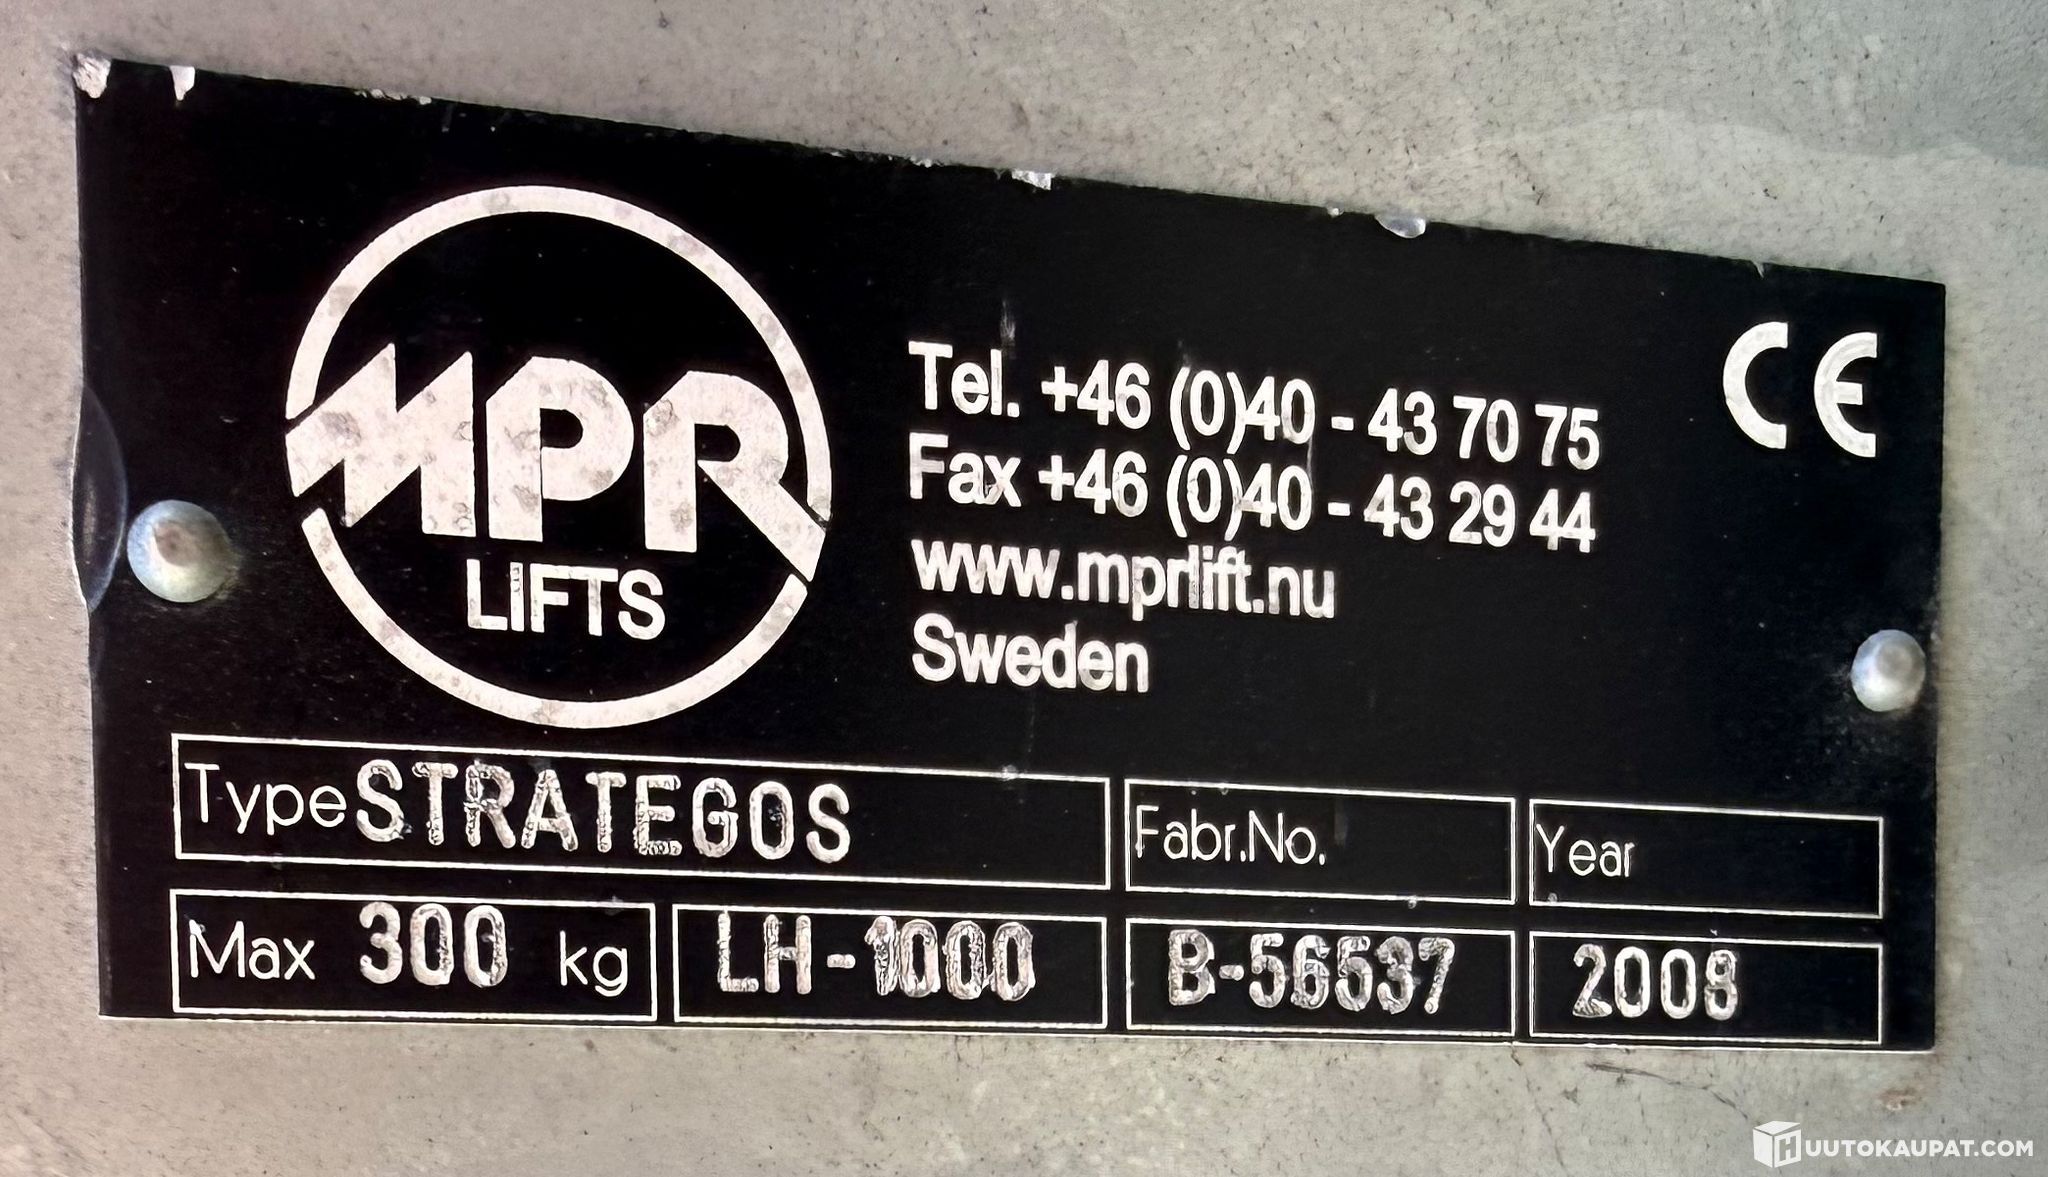 MPR
LIFTS
Tel. +46 (0)40 - 43 70 75
Fax +46 (0)40 - 43 29 44
www.mprlift.nu
Sweden
CE
Type STRATEGOS
Fabr.No.
Year
Max 300 kg
LH-1000
B-56537
2008
HUUTOKAUPAT.COM